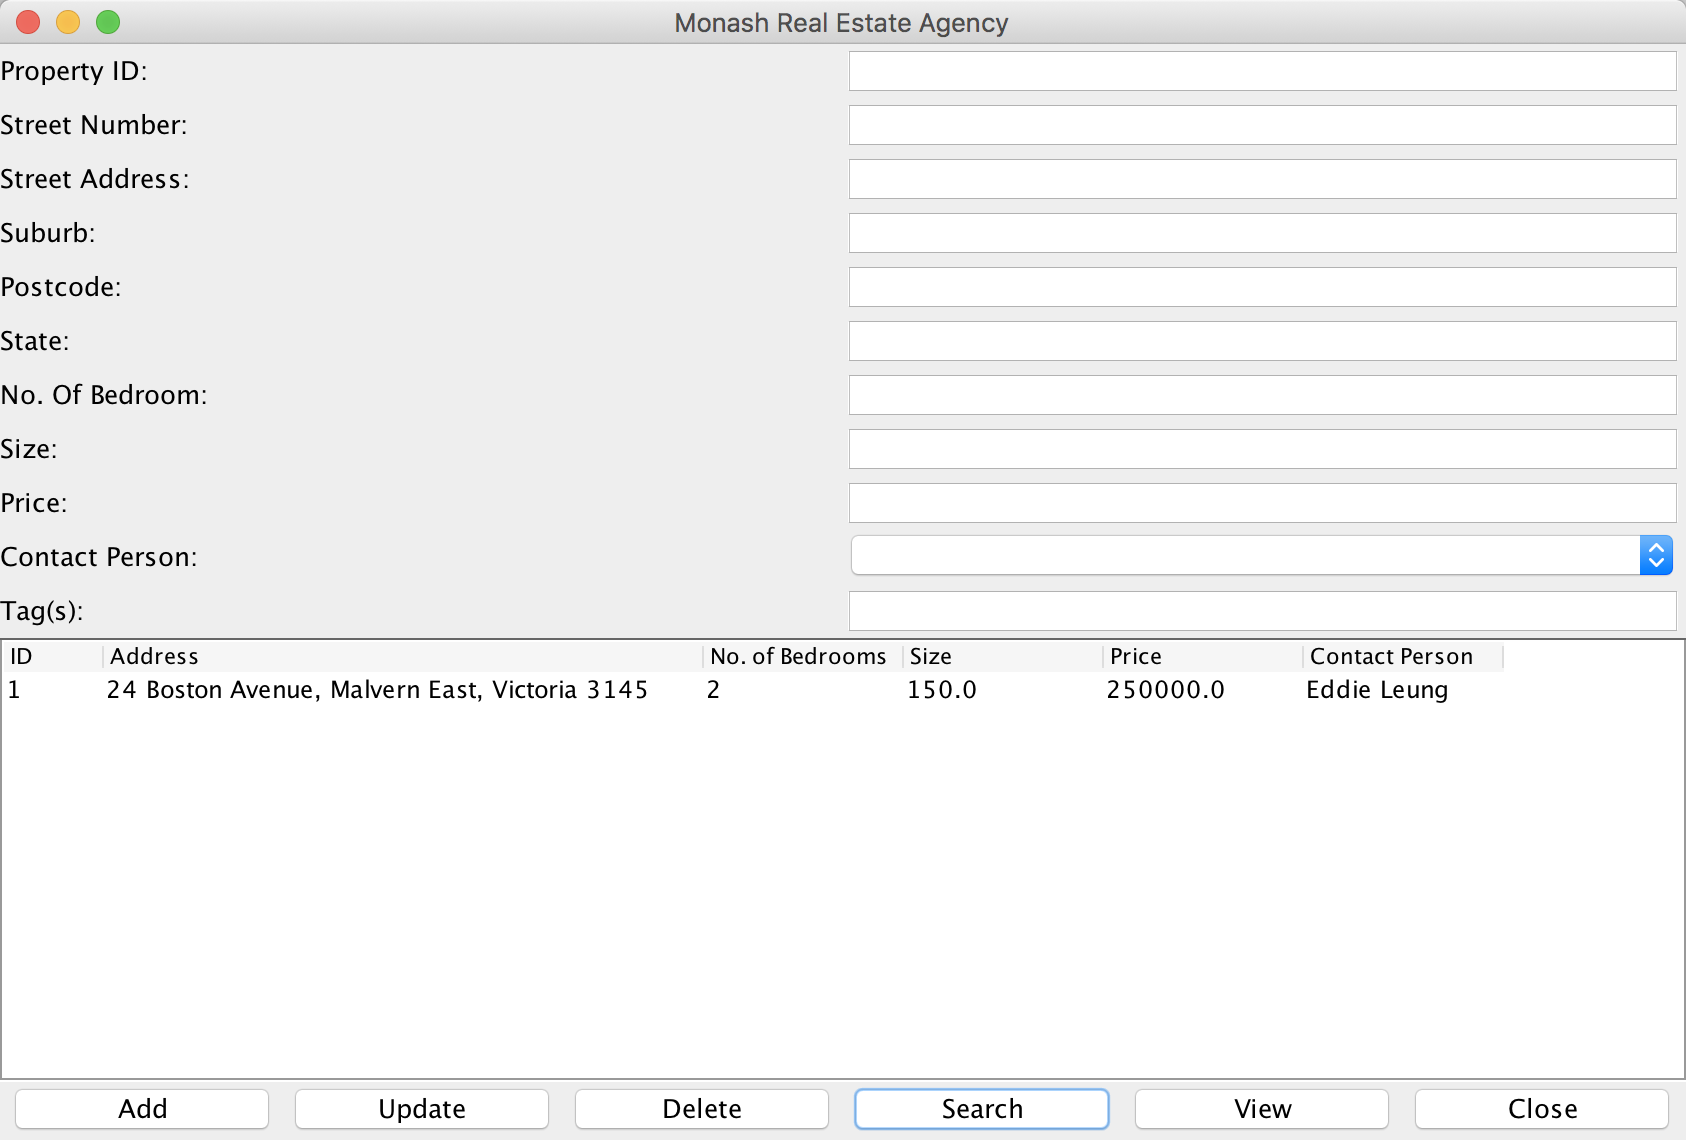 Monash Real Estate Agency
Property ID:
Street Number:
Street Address:
Suburb:
Postcode:
State:
No. Of Bedroom:
Size:
Price:
Contact Person:
Tag(s):
ID Address No. of Bedrooms Size Price Contact Person
1 24 Boston Avenue, Malvern East, Victoria 3145 2 150.0 250000.0 Eddie Leung
Add Update Delete Search View Close